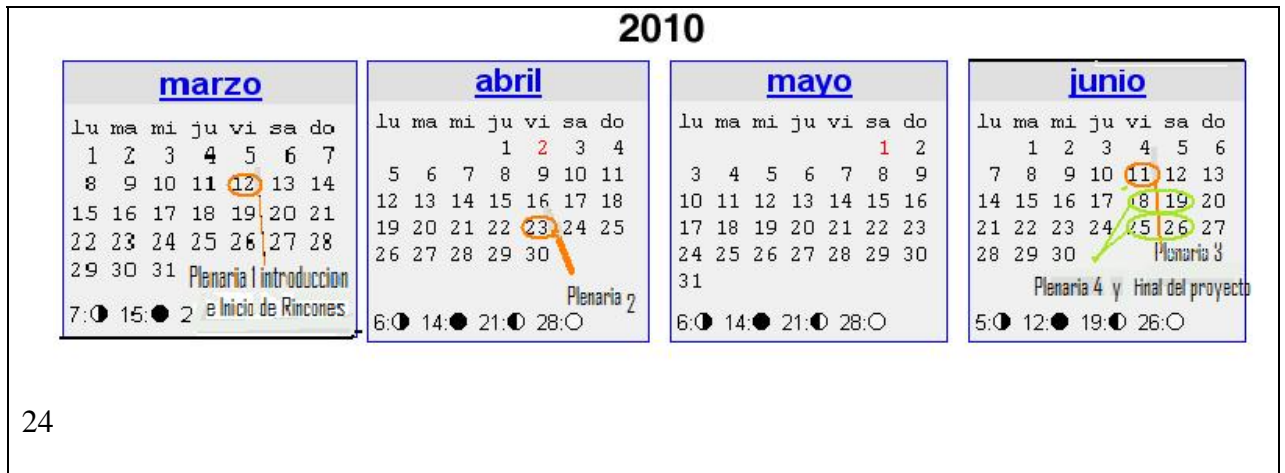 2010
marzo
lu ma mi ju vi sa do
1 2 3 4 5 6 7
8 9 10 11 12 13 14
15 16 17 18 19 20 21
22 23 24 25 26 27 28
29 30 31
Plenaria 1 introduccion
e Inicio de Rincones
7: 15: 2
abril
lu ma mi ju vi sa do
1 2 3 4
5 6 7 8 9 10 11
12 13 14 15 16 17 18
19 20 21 22 23 24 25
26 27 28 29 30
Plenaria 2
6: 14: 21: 28:
mayo
lu ma mi ju vi sa do
1 2
3 4 5 6 7 8 9
10 11 12 13 14 15 16
17 18 19 20 21 22 23
24 25 26 27 28 29 30
31
6: 14: 21: 28:
junio
lu ma mi ju vi sa do
1 2 3 4 5 6
7 8 9 10 11 12 13
14 15 16 17 18 19 20
21 22 23 24 25 26 27
28 29 30
Plenaria 3
Plenaria 4 y final del proyecto
5: 12: 19: 26:
24